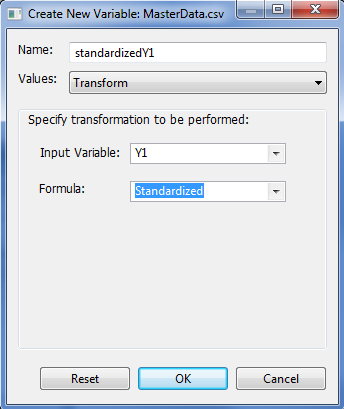 Create New Variable: MasterData.csv
Name: standardizedY1
Values: Transform
Specify transformation to be performed:
Input Variable: Y1
Formula: Standardized
Reset OK Cancel